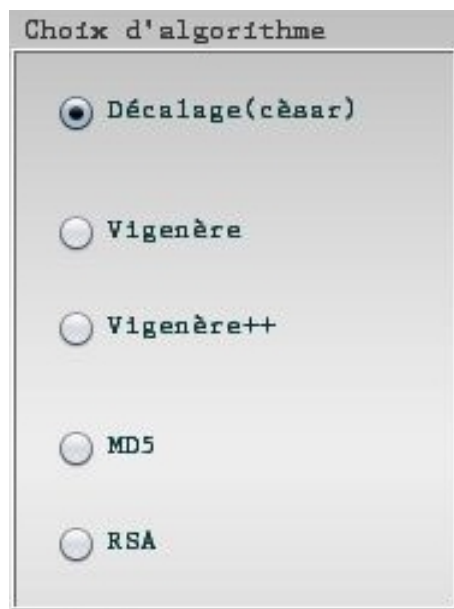 Choix d'algorithme
Décalage(cèsar)
Vigenère
Vigenère++
MD5
RSA